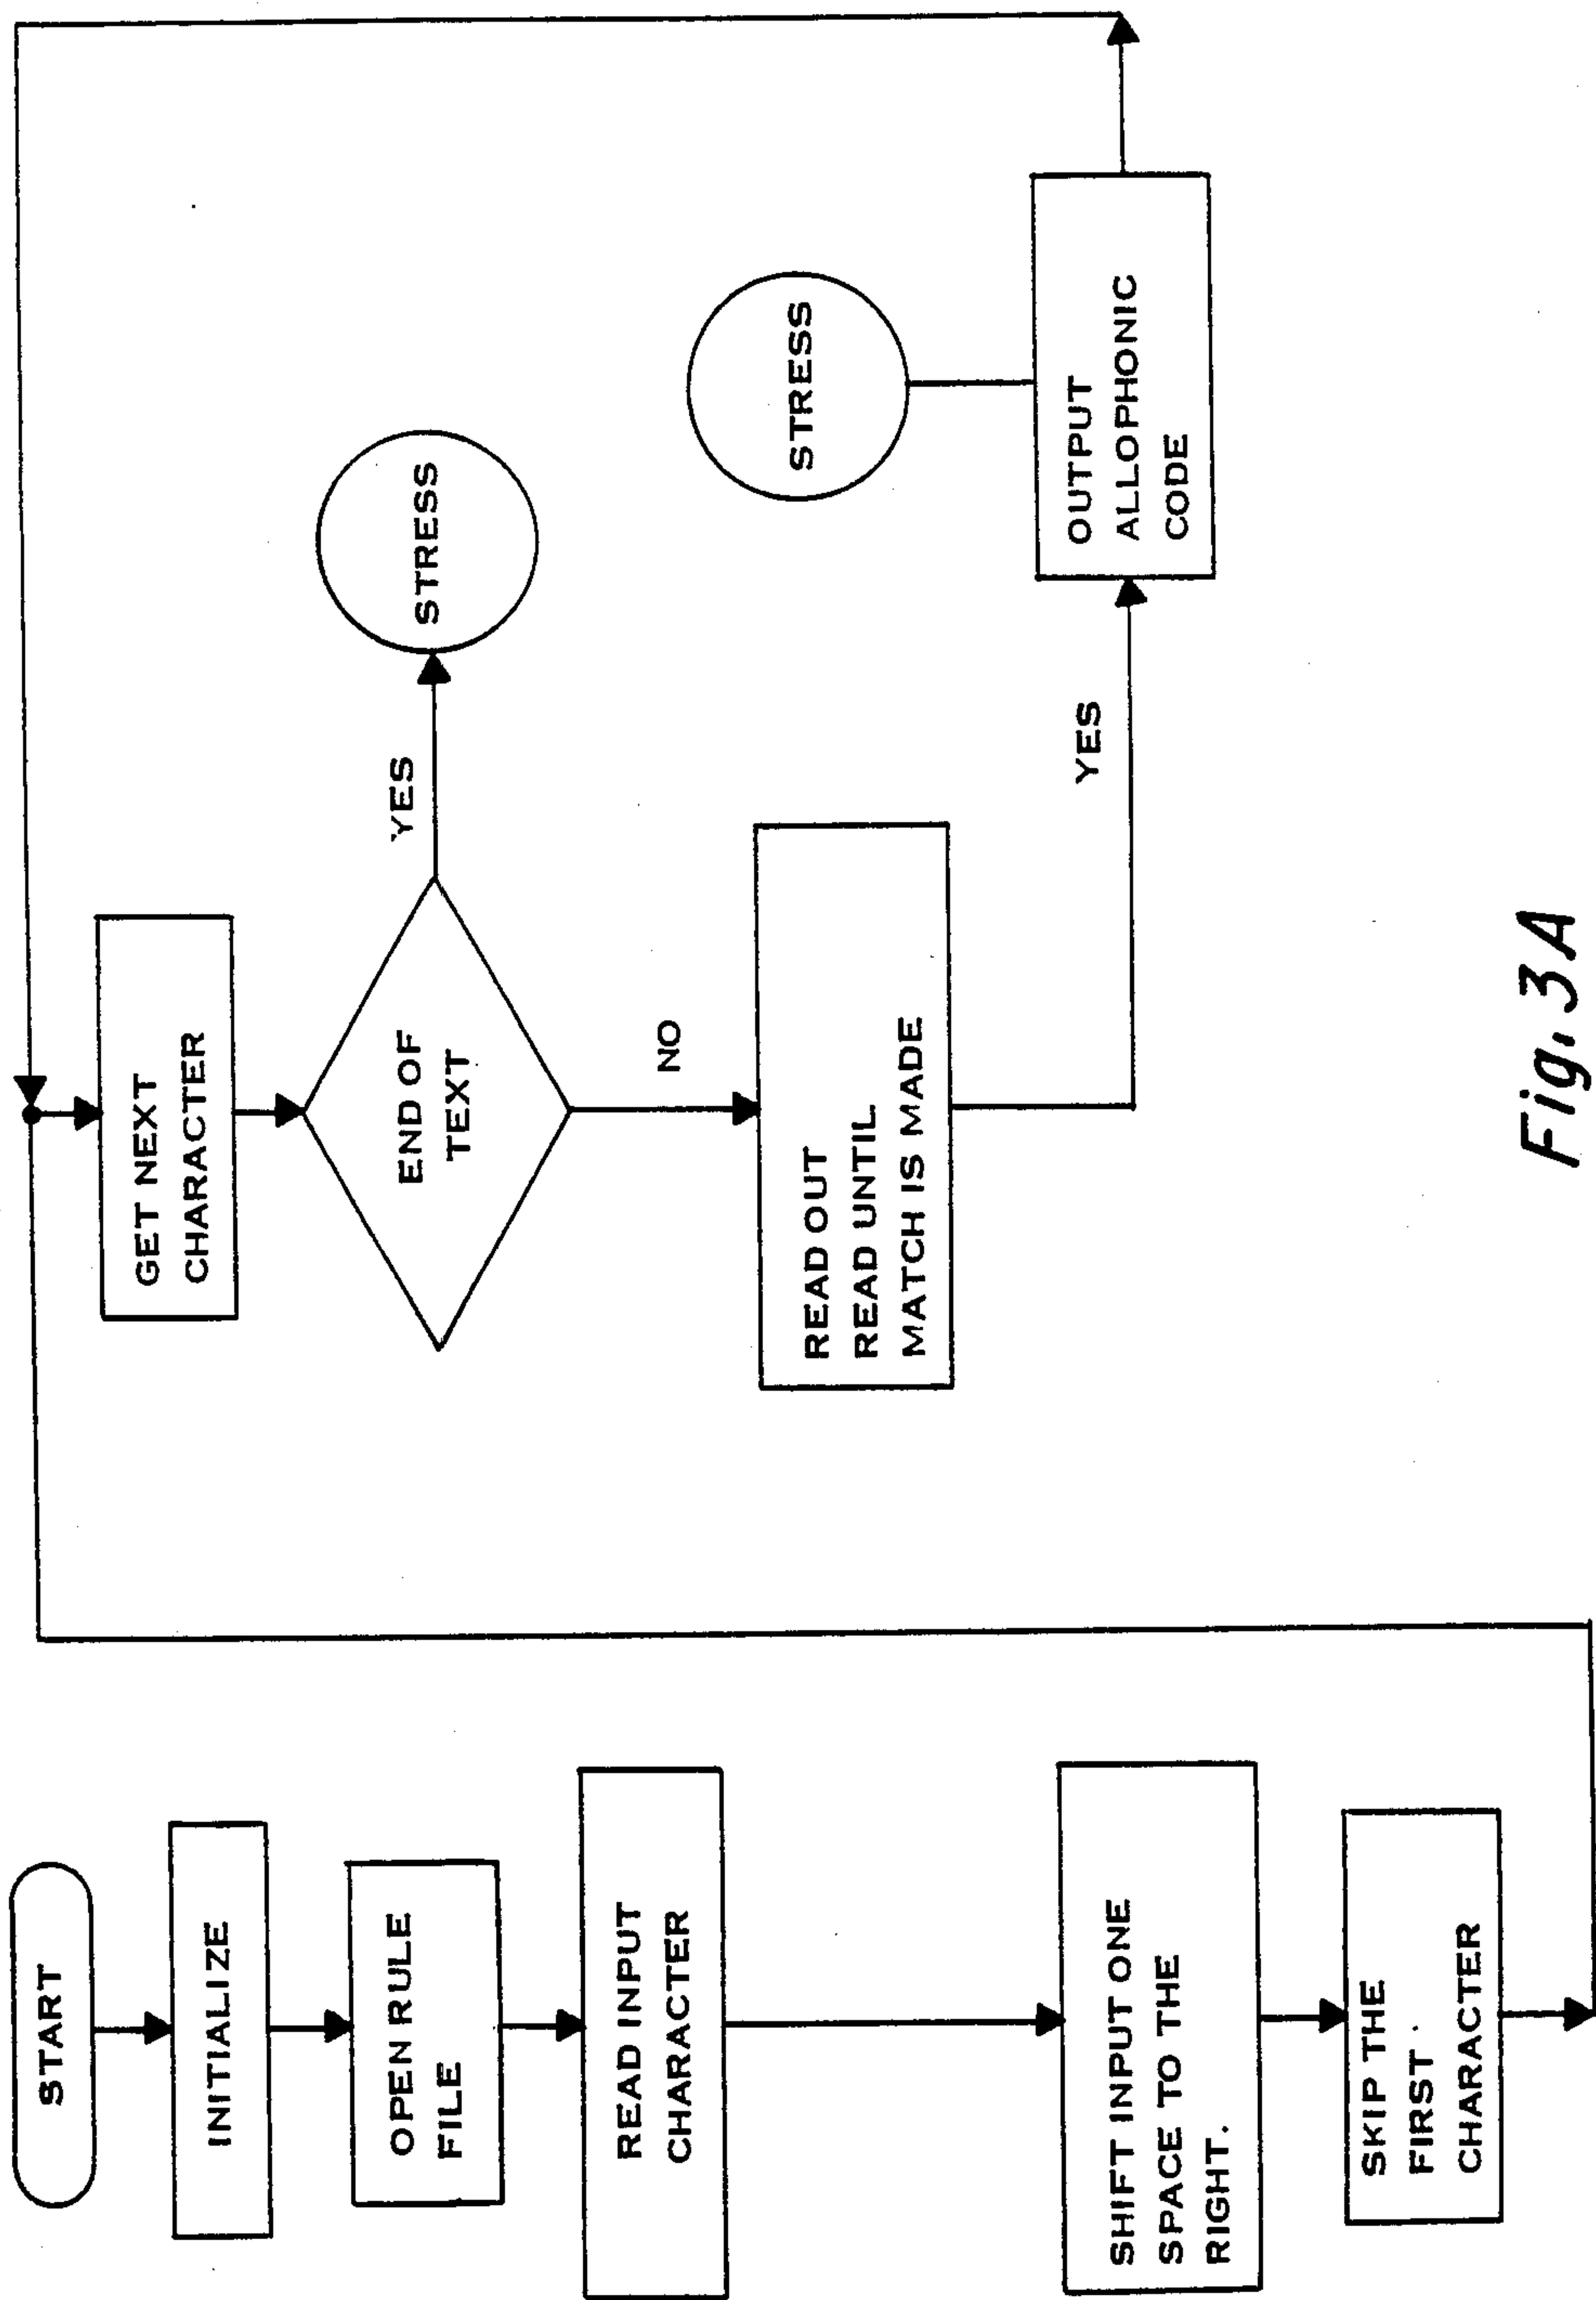 START
INITIALIZE
OPEN RULE
FILE
READ INPUT
CHARACTER
SHIFT INPUT ONE
SPACE TO THE
RIGHT.
SKIP THE
FIRST
CHARACTER
GET NEXT
CHARACTER
END OF
TEXT
YES
STRESS
NO
READ OUT
READ UNTIL
MATCH IS MADE
YES
STRESS
OUTPUT
ALLOPHONIC
CODE
Fig. 3A